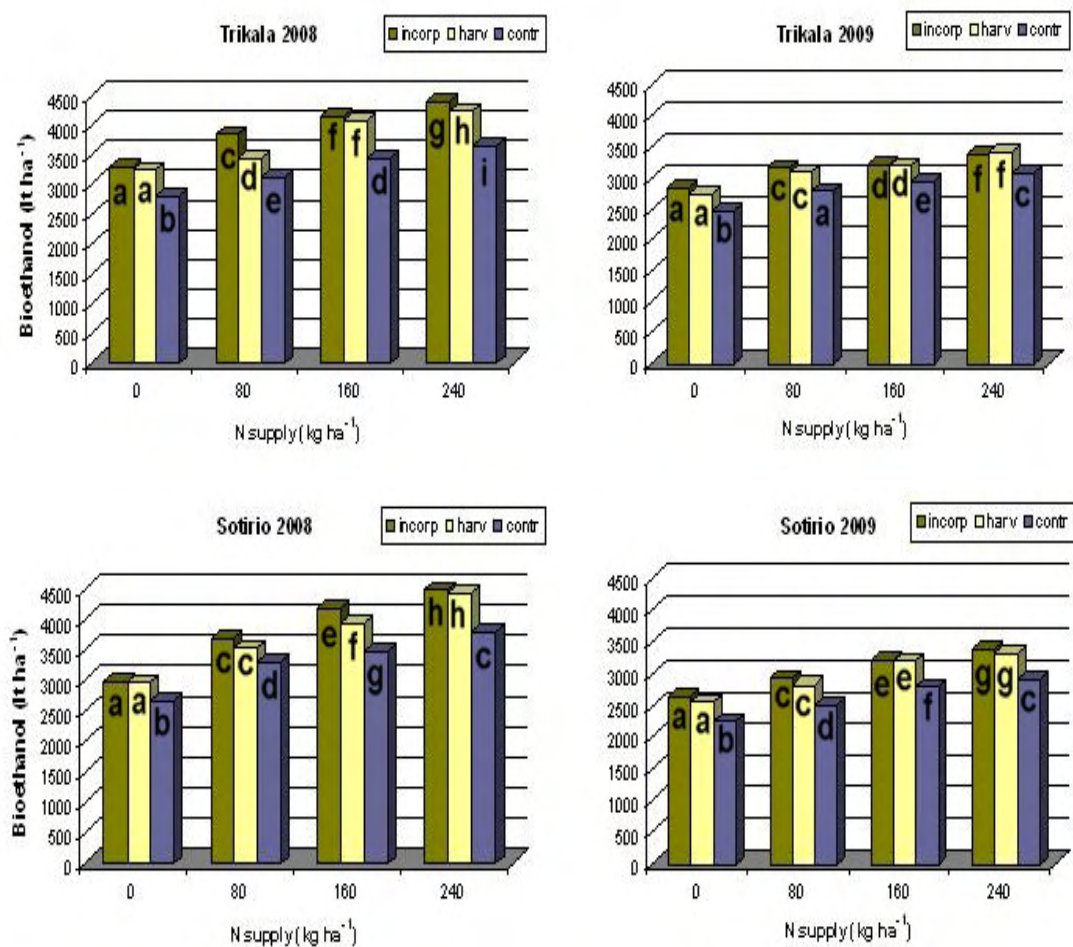 Trikala 2008
incorp harv contr
Bioethanol (lt ha⁻¹)
4500
4000
3500
3000
2500
2000
1500
1000
500
0
a a b
c d e
f f d
g h i
0 80 160 240
N supply (kg ha⁻¹)
Trikala 2009
incorp harv contr
4500
4000
3500
3000
2500
2000
1500
1000
500
0
a a b
c c a
d d e
f f c
0 80 160 240
N supply (kg ha⁻¹)
Sotirio 2008
incorp harv contr
Bioethanol (lt ha⁻¹)
4500
4000
3500
3000
2500
2000
1500
1000
500
0
a a b
c c d
e f g
h h c
0 80 160 240
N supply (kg ha⁻¹)
Sotirio 2009
incorp harv contr
4500
4000
3500
3000
2500
2000
1500
1000
500
0
a a b
c c d
e e f
g g c
0 80 160 240
N supply (kg ha⁻¹)